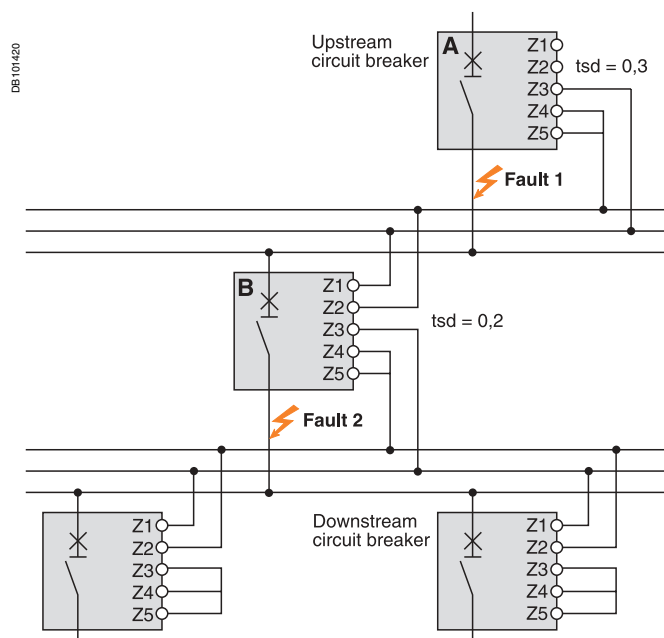 DB101420
Upstream
circuit breaker
A
Z1
Z2
Z3
Z4
Z5
tsd = 0,3
Fault 1
B
Z1
Z2
Z3
Z4
Z5
tsd = 0,2
Fault 2
Z1
Z2
Z3
Z4
Z5
Downstream
circuit breaker
Z1
Z2
Z3
Z4
Z5